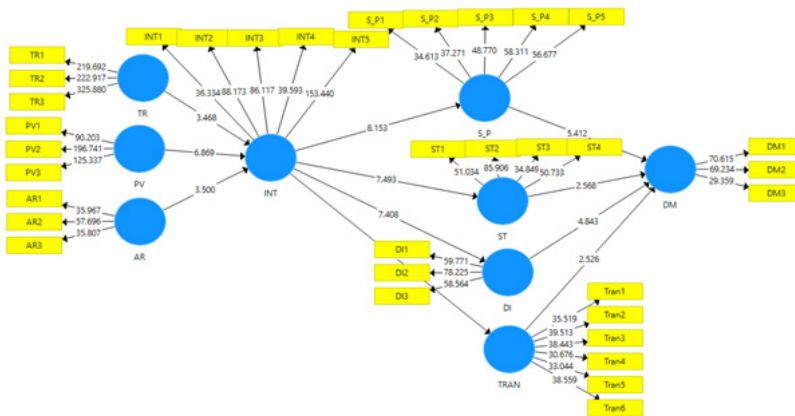 S_P1
S_P2
S_P3
S_P4
S_P5
INT1
INT2
INT3
INT4
INT5
34.613
37.271
48.770
58.311
56.677
TR1
TR2
TR3
219.692
222.917
325.880
TR
36.334
88.173
86.117
39.593
153.440
3.468
8.153
S_P
5.412
PV1
PV2
PV3
90.203
196.741
125.337
PV
6.869
INT
ST1
ST2
ST3
ST4
51.034
85.906
34.849
50.733
7.493
ST
2.568
DM1
DM2
DM3
70.615
69.234
29.359
DM
AR1
AR2
AR3
35.967
57.696
35.807
AR
3.500
7.408
DI1
DI2
DI3
59.771
78.225
58.564
DI
4.843
2.526
TRAN
Tran1
Tran2
Tran3
Tran4
Tran5
Tran6
35.519
39.513
38.443
30.676
33.044
38.559